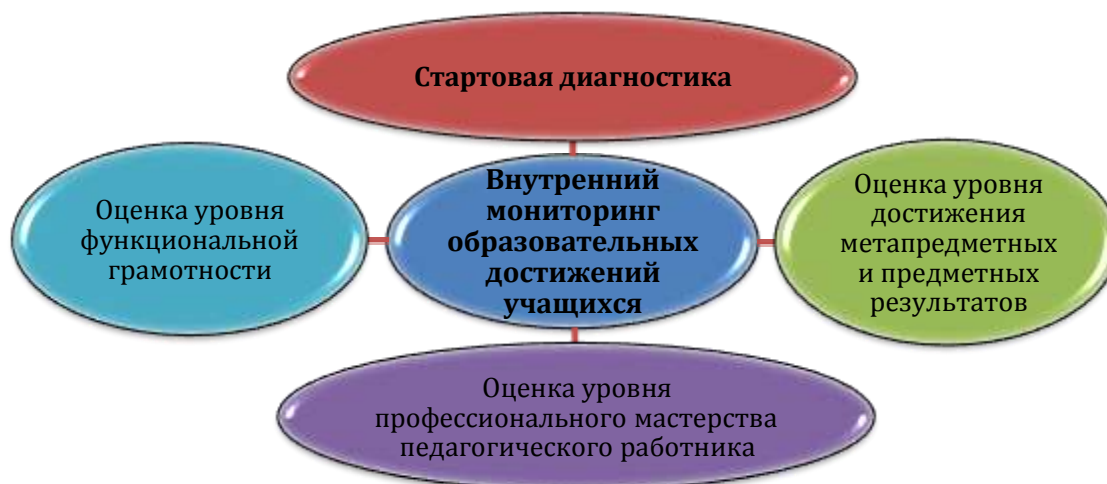 Стартовая диагностика
Оценка уровня
функциональной
грамотности
Внутренний
мониторинг
образовательных
достижений
учащихся
Оценка уровня
достижения
метапредметных
и предметных
результатов
Оценка уровня
профессионального мастерства
педагогического работника